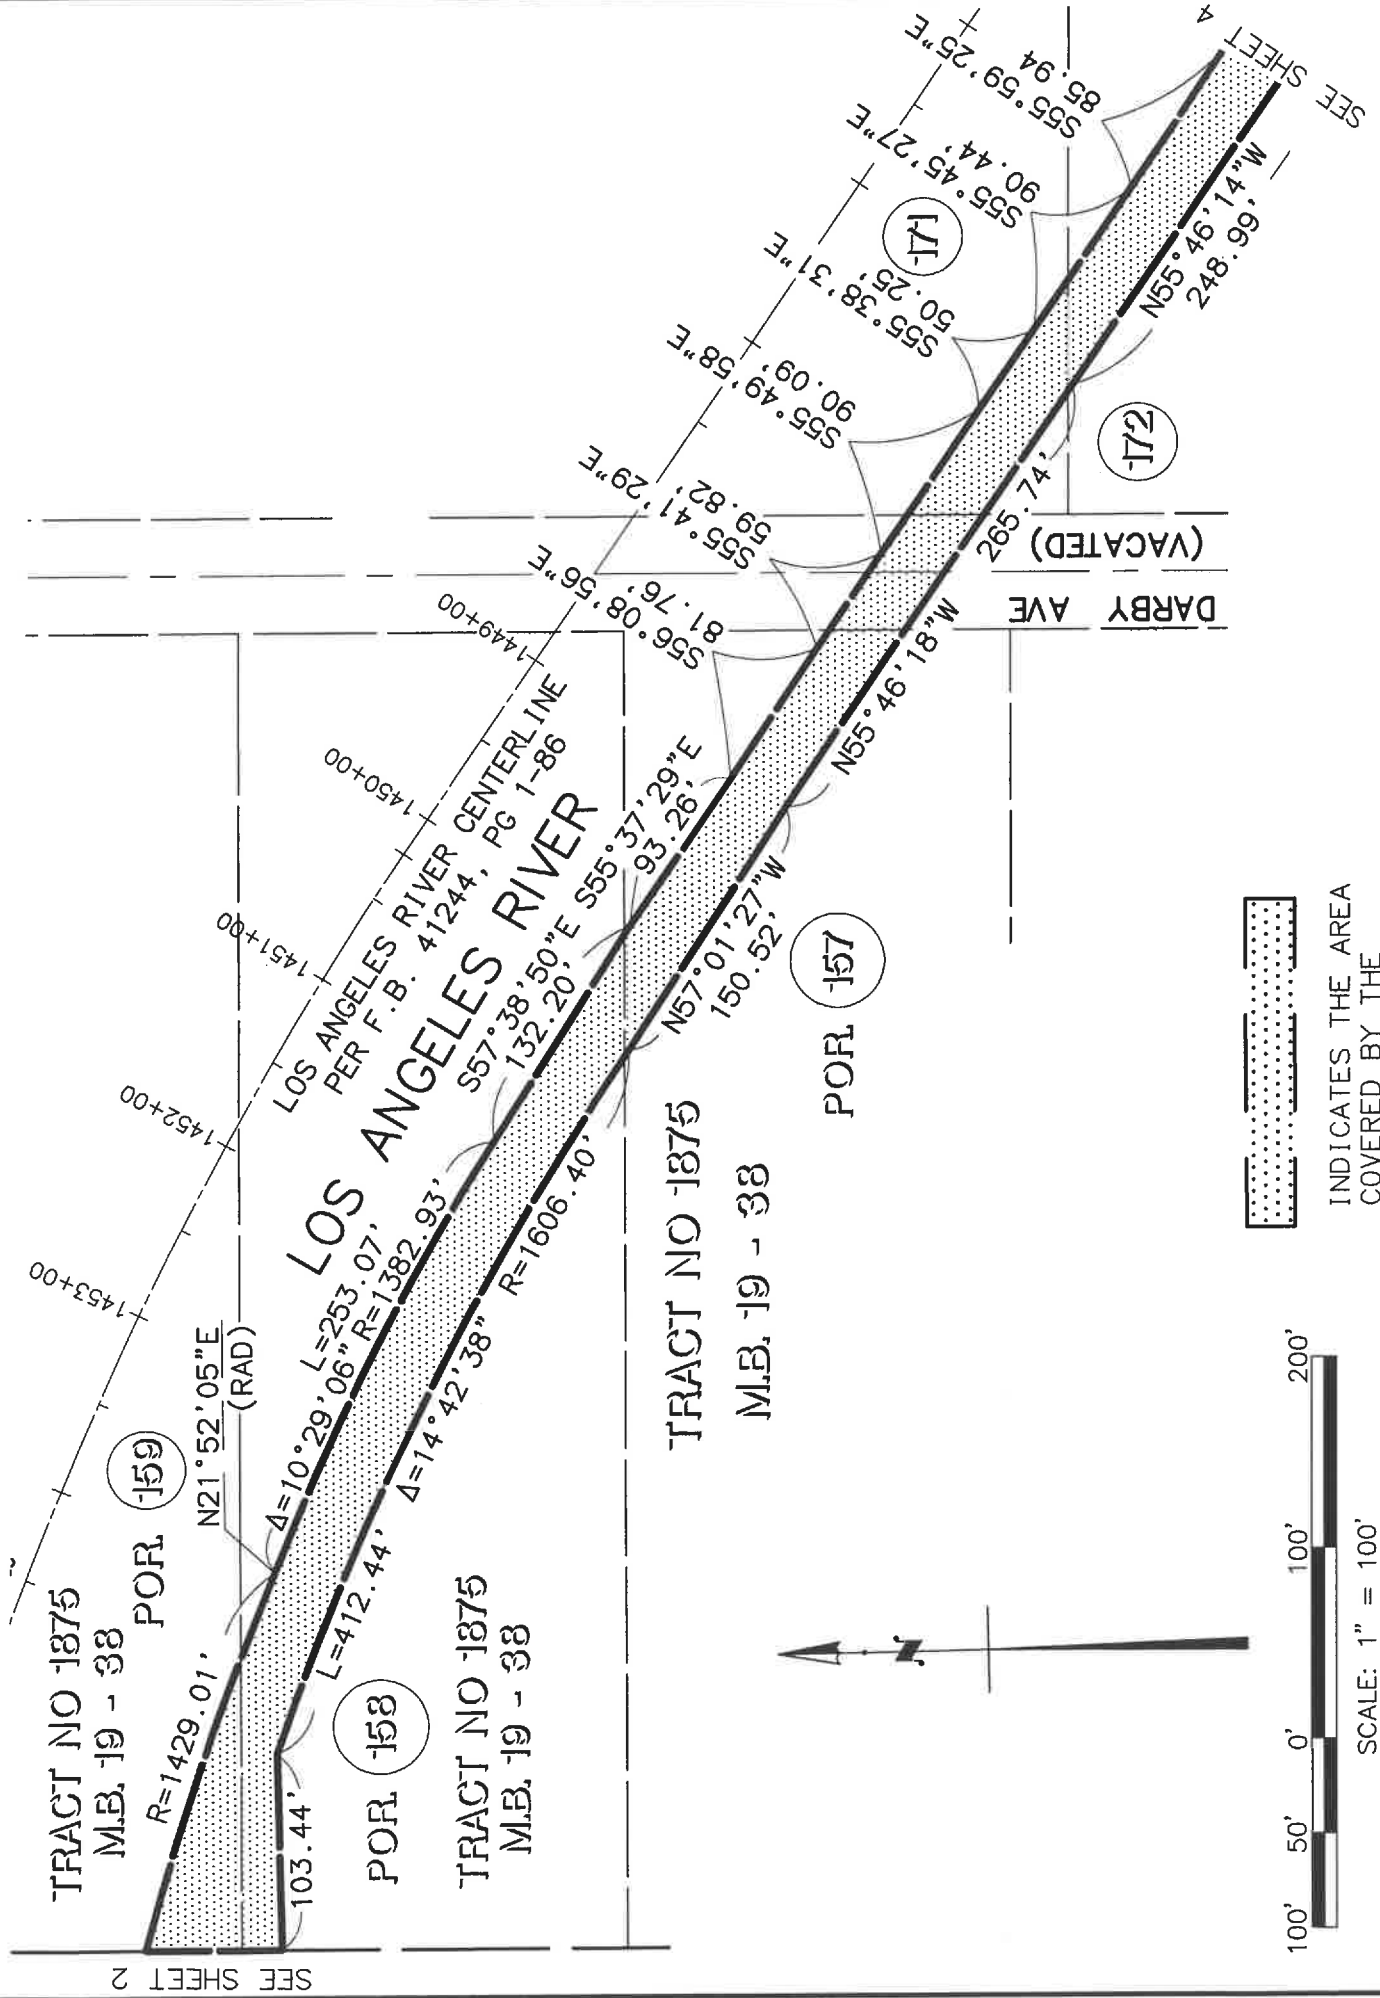 SEE SHEET 2
TRACT NO 1875
M.B. 19 - 38
POR. 159
R=1429.01'
N21°52'05"E
(RAD)
Δ=10°29'06"
L=253.07'
R=1382.93'
1453+00
1452+00
1451+00
1450+00
1449+00
LOS ANGELES RIVER CENTERLINE
PER F.B. 41244, PG 1-86
LOS ANGELES RIVER
S57°38'50"E
132.20'
S55°37'29"E
93.26'
S56°08'56"E
81.76'
S55°41'29"E
59.82'
S55°49'58"E
90.09'
S55°38'31"E
50.25'
171
S55°45'27"E
90.44'
S55°59'25"E
85.94
SEE SHEET 4
103.44'
L=412.44'
Δ=14°42'38"
R=1606.40'
N57°01'27"W
150.52'
N55°46'18"W
265.74'
N55°46'14"W
248.99'
POR. 158
TRACT NO 1875
M.B. 19 - 38
TRACT NO 1875
M.B. 19 - 38
POR. 157
DARBY AVE
(VACATED)
172
N
100' 50' 0' 100' 200'
SCALE: 1" = 100'
INDICATES THE AREA
COVERED BY THE